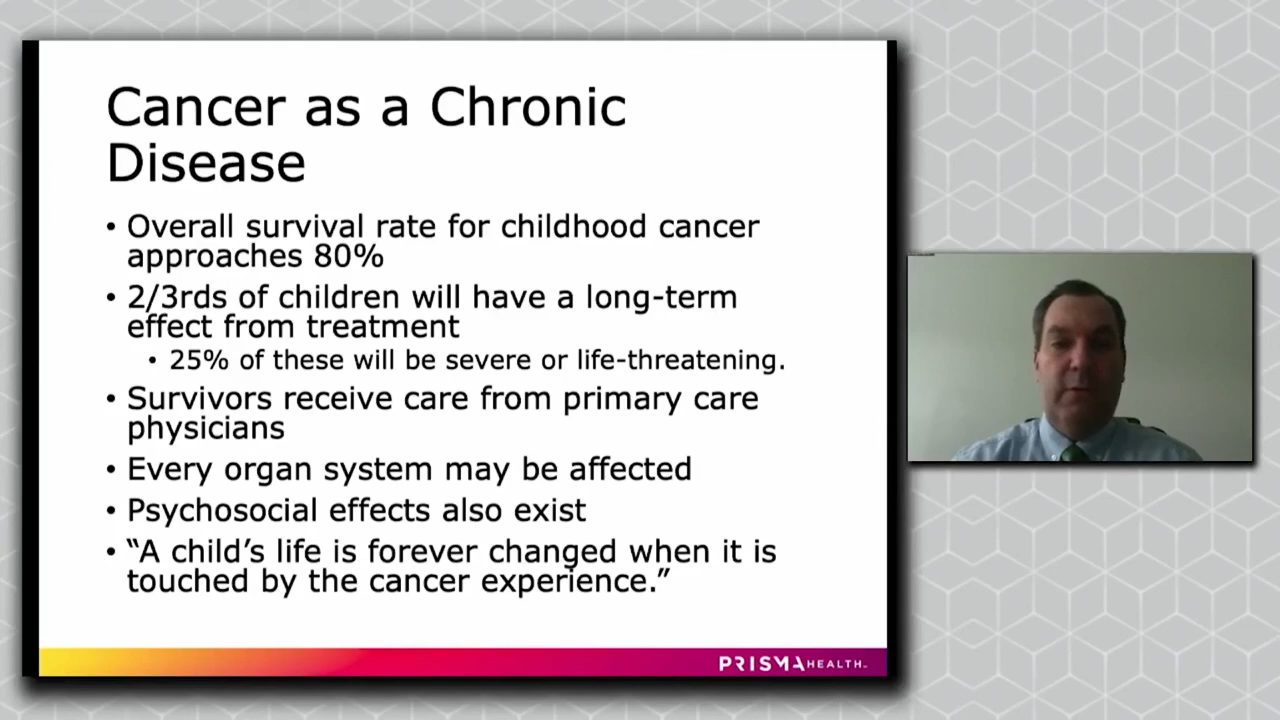 Cancer as a Chronic
Disease
• Overall survival rate for childhood cancer
approaches 80%
• 2/3rds of children will have a long-term
effect from treatment
• 25% of these will be severe or life-threatening.
• Survivors receive care from primary care
physicians
• Every organ system may be affected
• Psychosocial effects also exist
• “A child’s life is forever changed when it is
touched by the cancer experience.”
PRISMA HEALTH